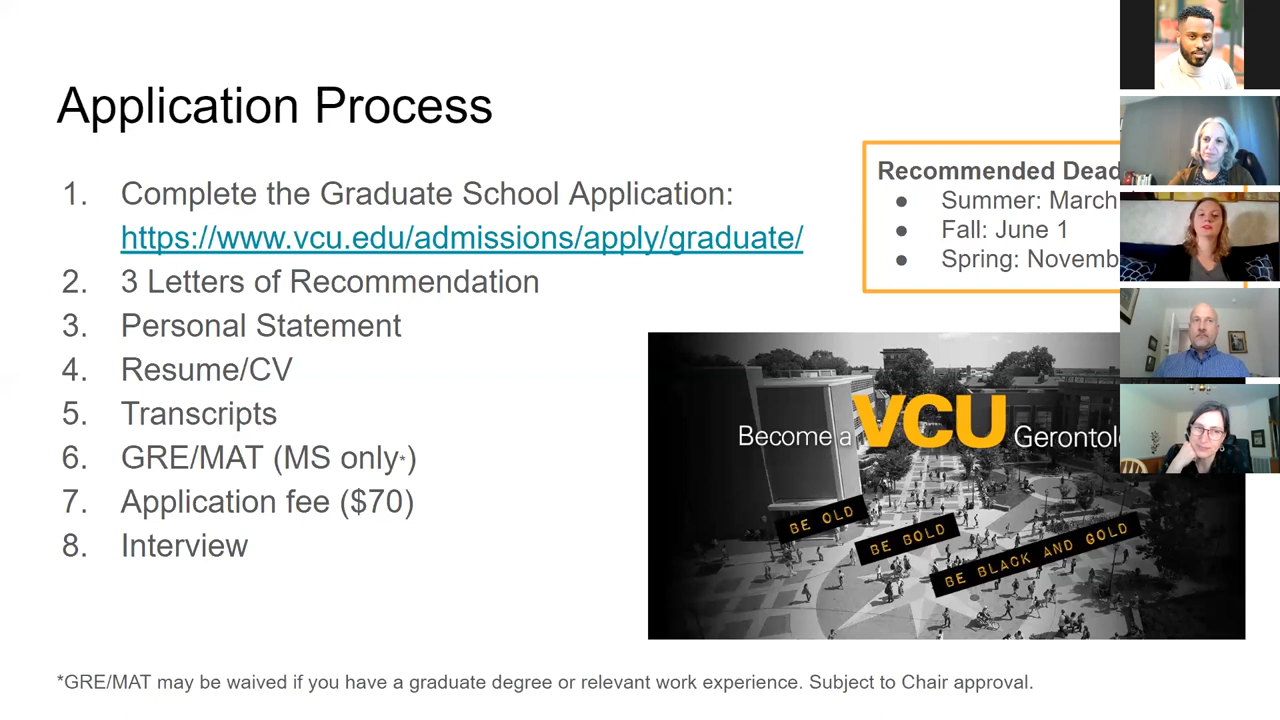 Application Process
1. Complete the Graduate School Application:
https://www.vcu.edu/admissions/apply/graduate/
2. 3 Letters of Recommendation
3. Personal Statement
4. Resume/CV
5. Transcripts
6. GRE/MAT (MS only*)
7. Application fee ($70)
8. Interview
Recommended
● Summer: March
● Fall: June 1
● Spring:
Become a VCU
BE OLD
BE BOLD
BE BLACK AND GOLD
*GRE/MAT may be waived if you have a graduate degree or relevant work experience. Subject to Chair approval.